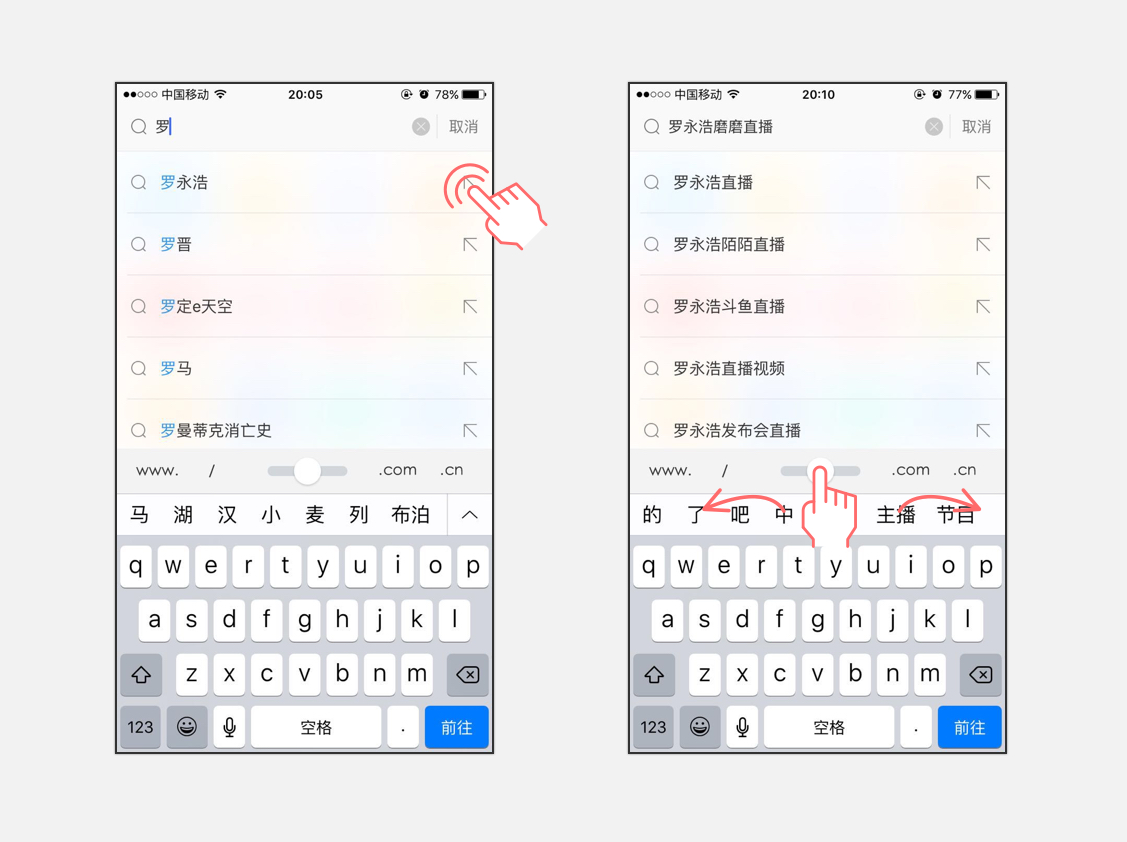 中国移动 20:05 78%
罗 取消
罗永浩
罗晋
罗定e天空
罗马
罗曼蒂克消亡史
www. / .com .cn
马 湖 汉 小 麦 列 布泊
q w e r t y u i o p
a s d f g h j k l
z x c v b n m
123 空格 . 前往
中国移动 20:10 77%
罗永浩磨磨直播 取消
罗永浩直播
罗永浩陌陌直播
罗永浩斗鱼直播
罗永浩直播视频
罗永浩发布会直播
www. / .com .cn
的 了 吧 中 主播 节目
q w e r t y u i o p
a s d f g h j k l
z x c v b n m
123 空格 . 前往